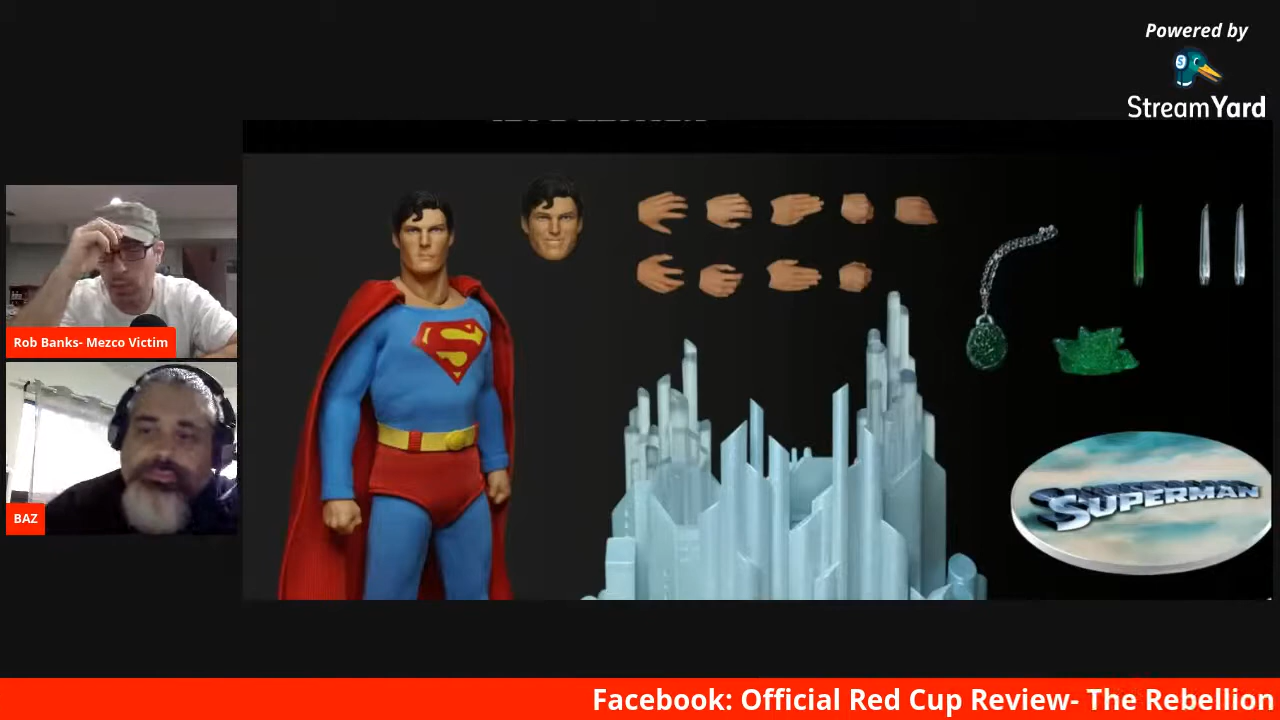 Powered by
StreamYard
Rob Banks- Mezco Victim
BAZ
SUPERMAN
Facebook: Official Red Cup Review- The Rebellion